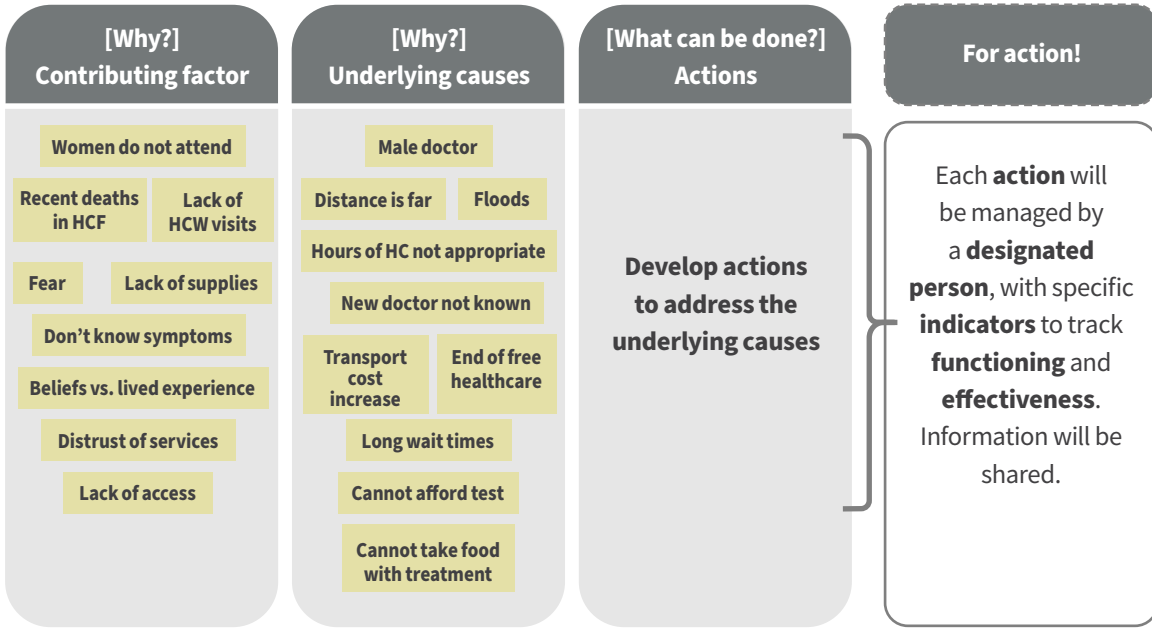 [Why?]
Contributing factor
Women do not attend
Recent deaths
in HCF
Lack of
HCW visits
Fear
Lack of supplies
Don’t know symptoms
Beliefs vs. lived experience
Distrust of services
Lack of access
[Why?]
Underlying causes
Male doctor
Distance is far
Floods
Hours of HC not appropriate
New doctor not known
Transport
cost
increase
End of free
healthcare
Long wait times
Cannot afford test
Cannot take food
with treatment
[What can be done?]
Actions
Develop actions
to address the
underlying causes
For action!
Each action will
be managed by
a designated
person, with specific
indicators to track
functioning and
effectiveness.
Information will be
shared.